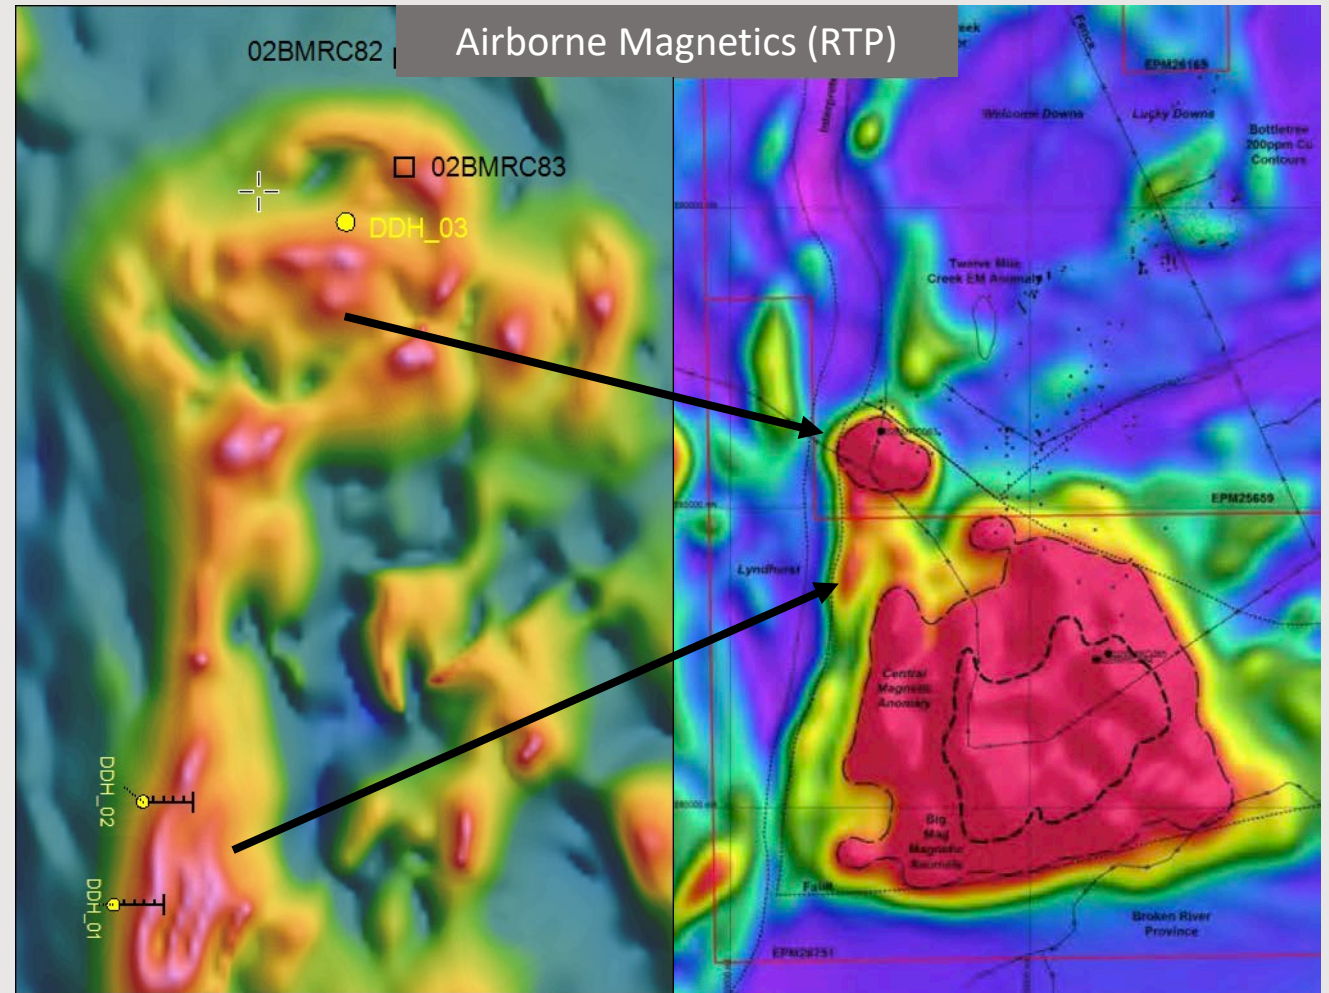 Airborne Magnetics (RTP)
02BMRC82
02BMRC83
DDH_03
DDH_02
DDH_01
EPM26165
Welcome Downs
Lucky Downs
Bottletree
200ppm Cu
Contours
Fence
Twelve Mile
Creek EM Anomaly
EPM25659
Lyndhurst
Central
Magnetic
Anomaly
Big
Mag
Magnetic
Anomalie
Fault
Broken River
Province